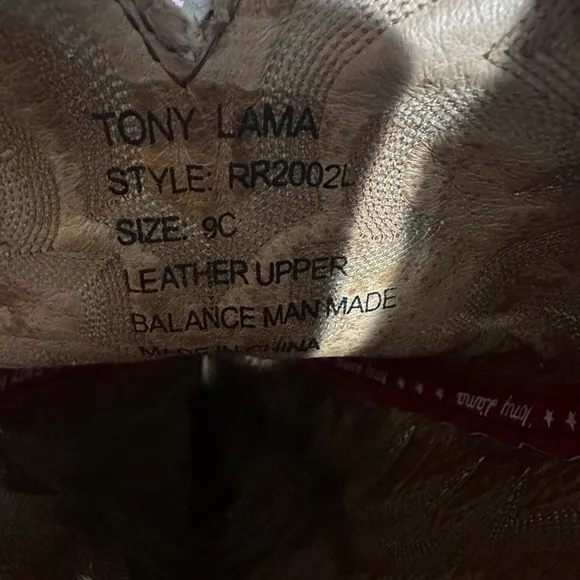 TONY LAMA
STYLE: RR2002L
SIZE: 9C
LEATHER UPPER
BALANCE MAN MADE
MADE IN CHINA
Tony Lama